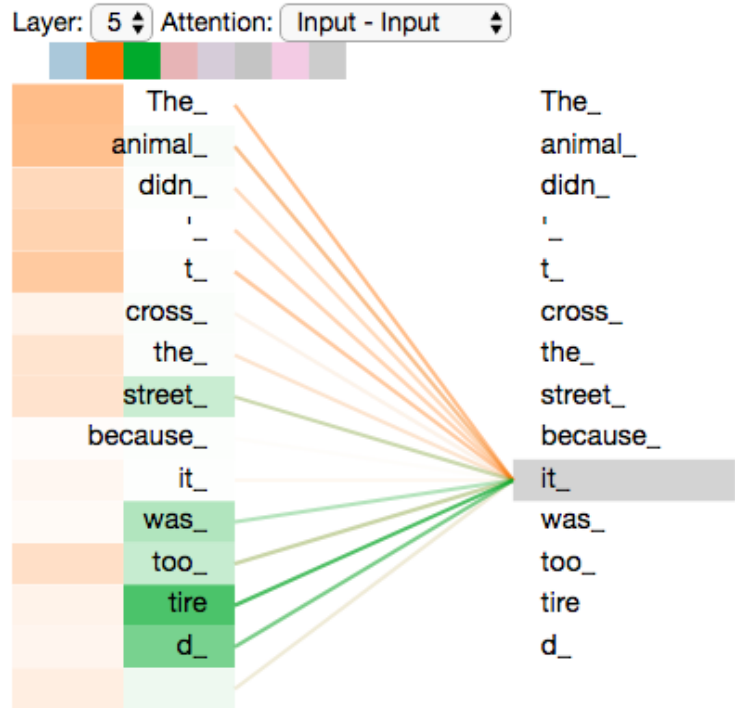 Layer: 5 Attention: Input - Input
The_ The_
animal_ animal_
didn_ didn_
'_ '_
t_ t_
cross_ cross_
the_ the_
street_ street_
because_ because_
it_ it_
was_ was_
too_ too_
tire tire
d_ d_